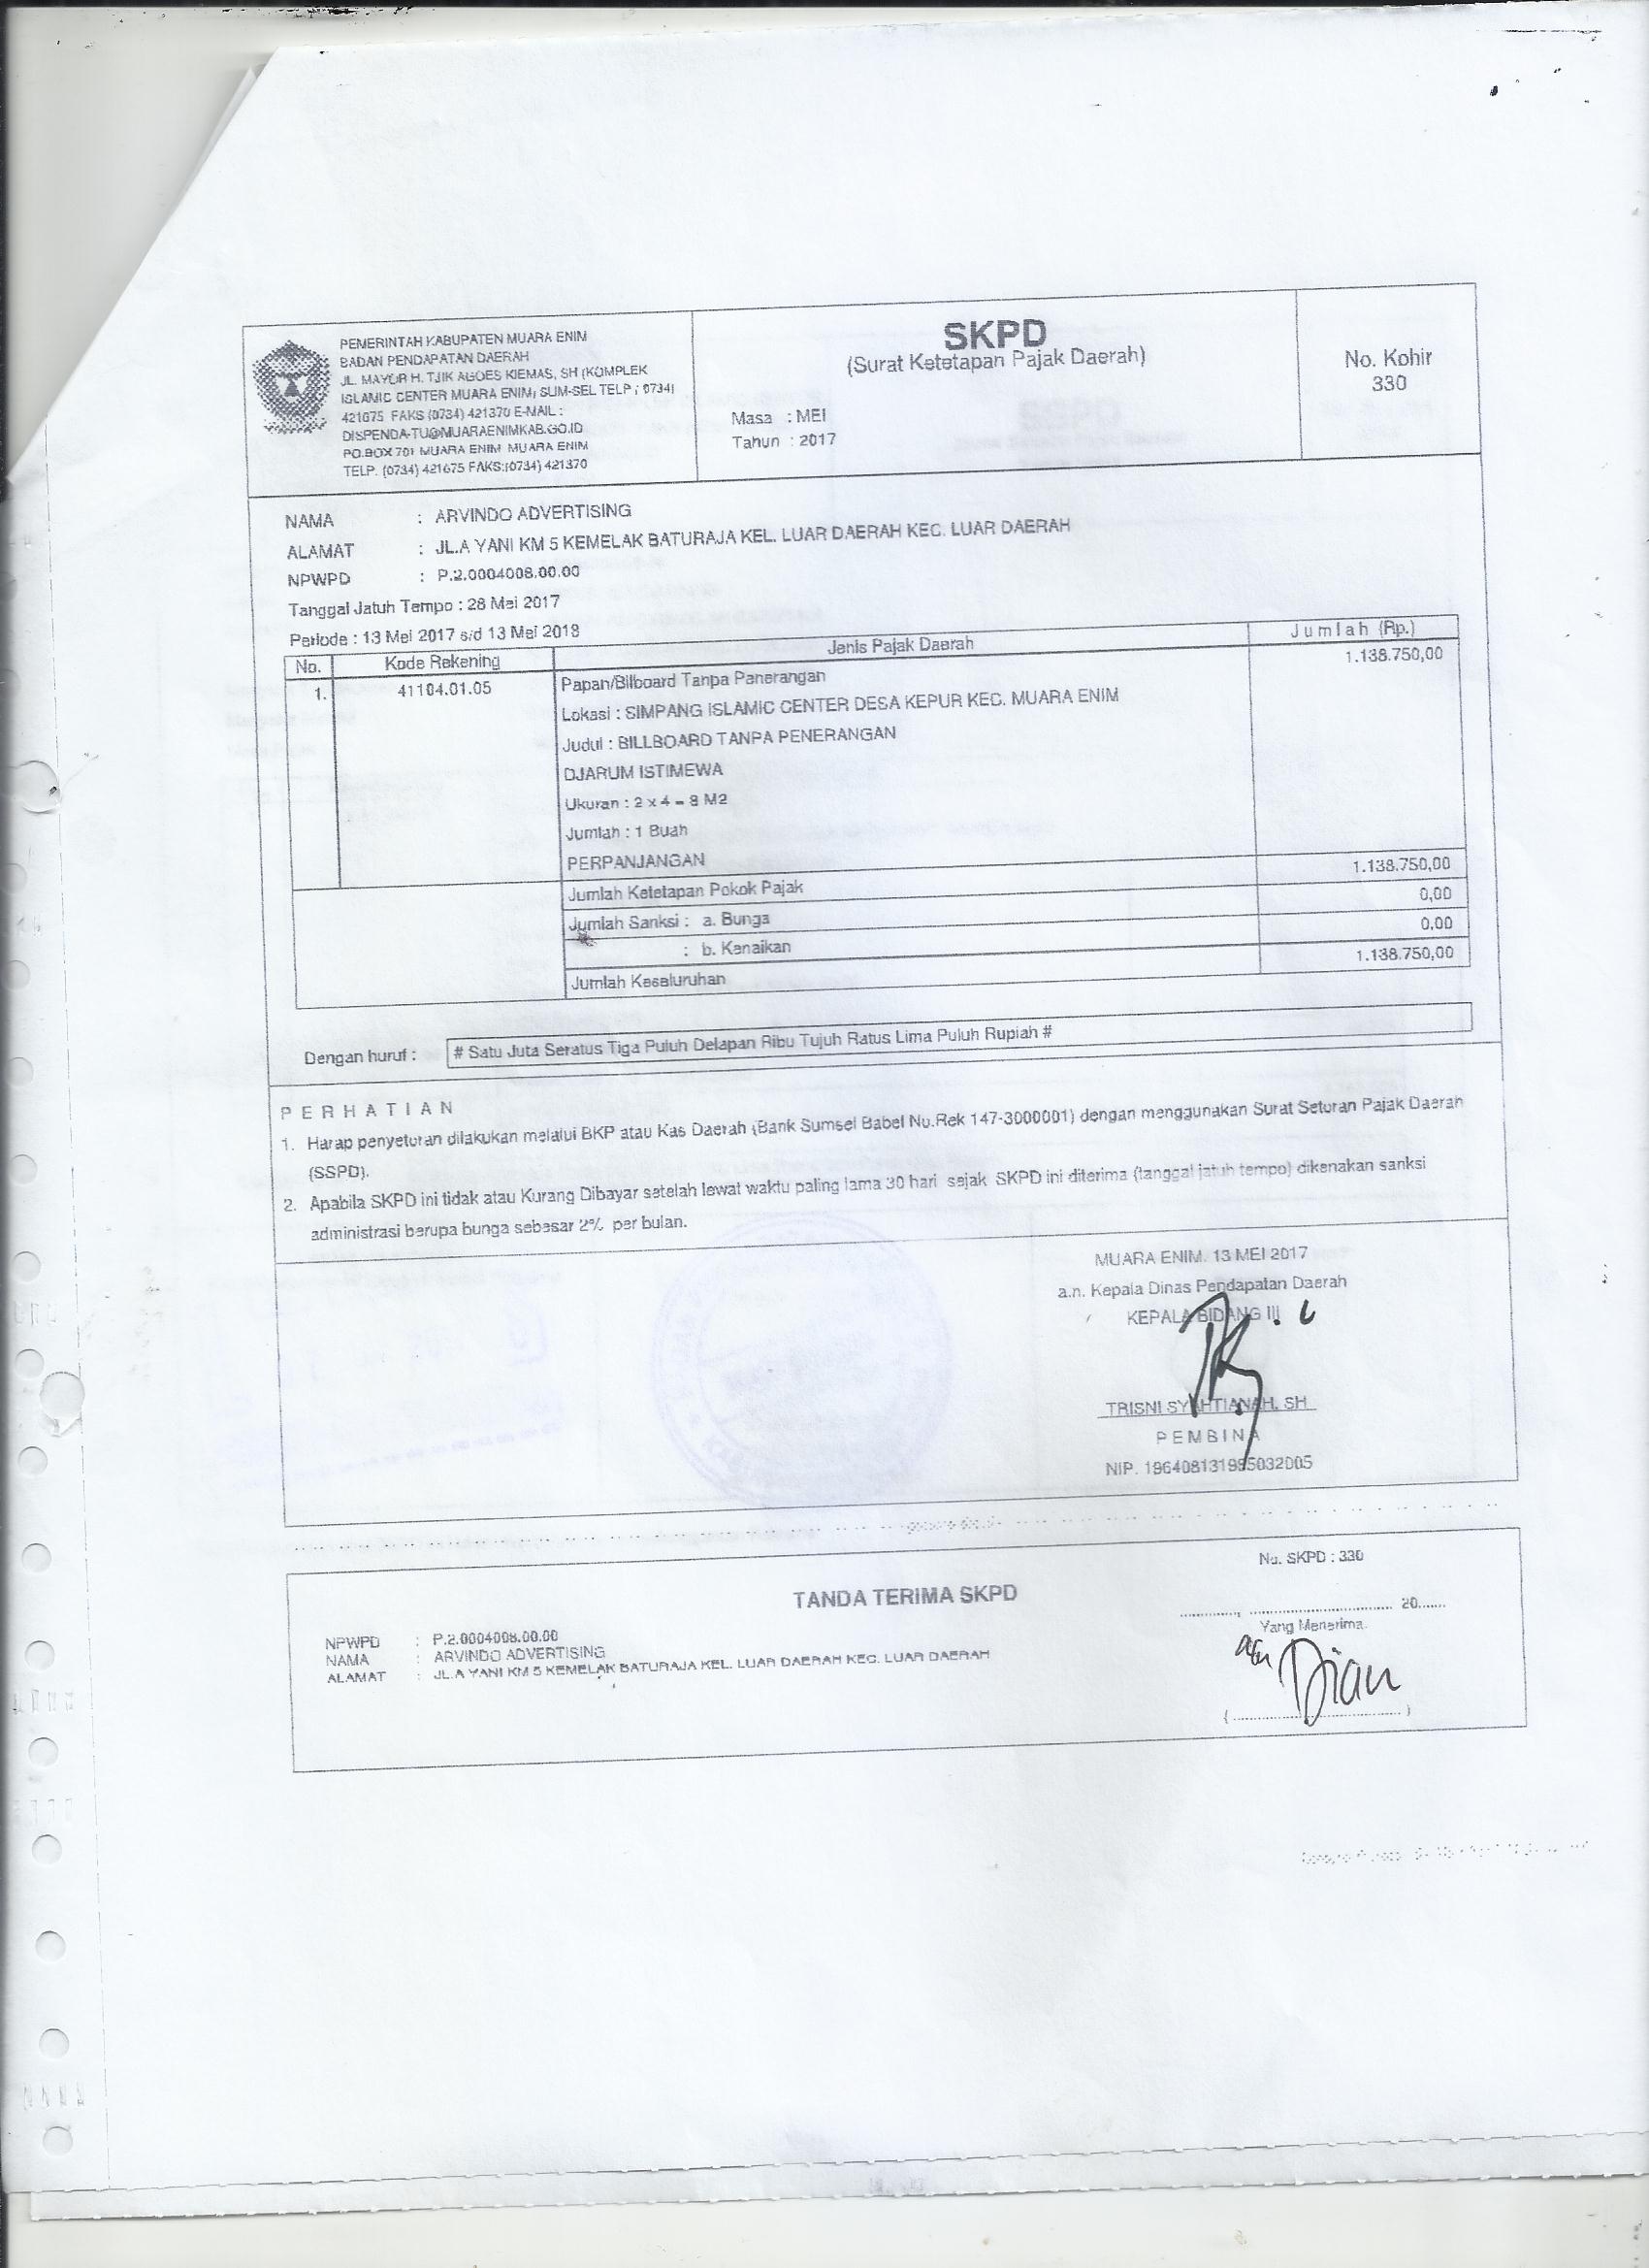 PEMERINTAH KABUPATEN MUARA ENIM
BADAN PENDAPATAN DAERAH
JL. MAYOR H. TJIK AGOES KIEMAS, SH (KOMPLEK
ISLAMIC CENTER MUARA ENIM) SUM-SEL TELP (0734)
421675 FAKS (0734) 421370 E-MAIL :
DISPENDA-TU@MUARAENIMKAB.GO.ID
PO.BOX 701 MUARA ENIM MUARA ENIM
TELP. (0734) 421675 FAKS:(0734) 421370
SKPD
(Surat Ketetapan Pajak Daerah)
Masa : MEI
Tahun : 2017
No. Kohir
330
NAMA : ARVINDO ADVERTISING
ALAMAT : JL.A YANI KM 5 KEMELAK BATURAJA KEL. LUAR DAERAH KEC. LUAR DAERAH
NPWPD : P.2.0004008.00.00
Tanggal Jatuh Tempo : 28 Mei 2017
Periode : 13 Mei 2017 s/d 13 Mei 2018
No. Kode Rekening Jenis Pajak Daerah Jumlah (Rp.)
1. 41104.01.05 Papan/Bilboard Tanpa Penerangan 1.138.750,00
Lokasi : SIMPANG ISLAMIC CENTER DESA KEPUR KEC. MUARA ENIM
Judul : BILLBOARD TANPA PENERANGAN
DJARUM ISTIMEWA
Ukuran : 2 x 4 = 8 M2
Jumlah : 1 Buah
PERPANJANGAN
Jumlah Ketetapan Pokok Pajak 1.138.750,00
Jumlah Sanksi : a. Bunga 0,00
: b. Kenaikan 0,00
Jumlah Keseluruhan 1.138.750,00
Dengan huruf : # Satu Juta Seratus Tiga Puluh Delapan Ribu Tujuh Ratus Lima Puluh Rupiah #
PERHATIAN
1. Harap penyetoran dilakukan melalui BKP atau Kas Daerah (Bank Sumsel Babel No.Rek 147-3000001) dengan menggunakan Surat Setoran Pajak Daerah
(SSPD).
2. Apabila SKPD ini tidak atau Kurang Dibayar setelah lewat waktu paling lama 30 hari sejak SKPD ini diterima (tanggal jatuh tempo) dikenakan sanksi
administrasi berupa bunga sebesar 2% per bulan.
MUARA ENIM, 13 MEI 2017
a.n. Kepala Dinas Pendapatan Daerah
KEPALA BIDANG III
TRISNI SYAHTIANAH, SH
PEMBINA
NIP. 196408131995032005
No. SKPD : 330
TANDA TERIMA SKPD
............, ................................. 20.......
Yang Menerima.
NPWPD : P.2.0004008.00.00
NAMA : ARVINDO ADVERTISING
ALAMAT : JL.A YANI KM 5 KEMELAK BATURAJA KEL. LUAR DAERAH KEC. LUAR DAERAH
Dian
(........................................)